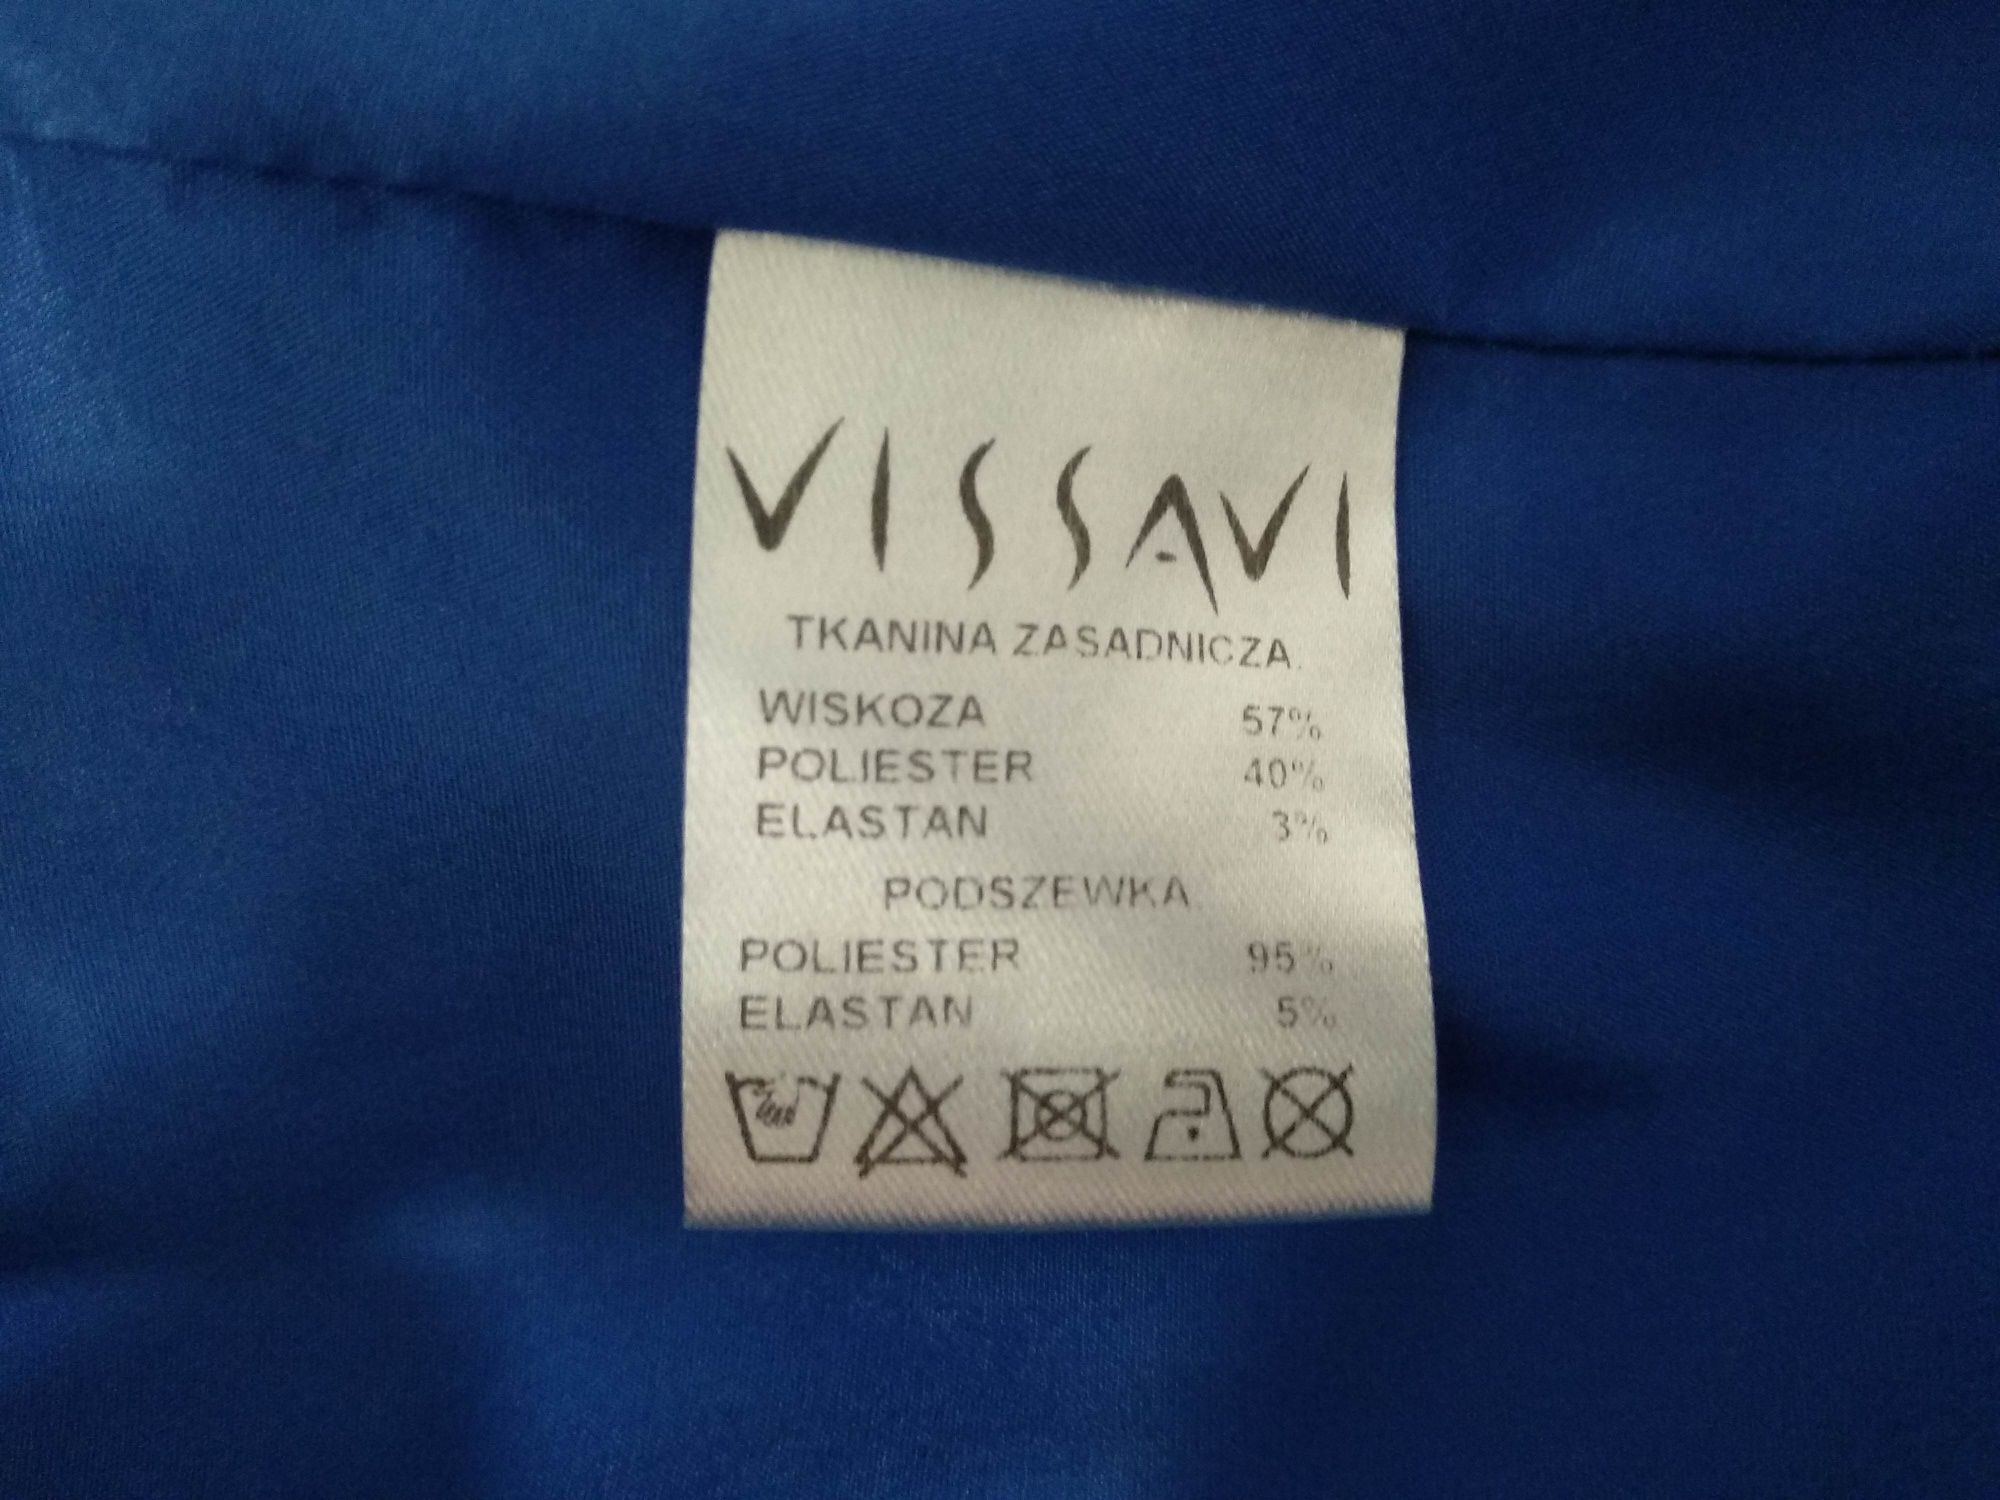 VISSAVI
TKANINA ZASADNICZA.
WISKOZA 57%
POLIESTER 40%
ELASTAN 3%
PODSZEWKA
POLIESTER 95%
ELASTAN 5%